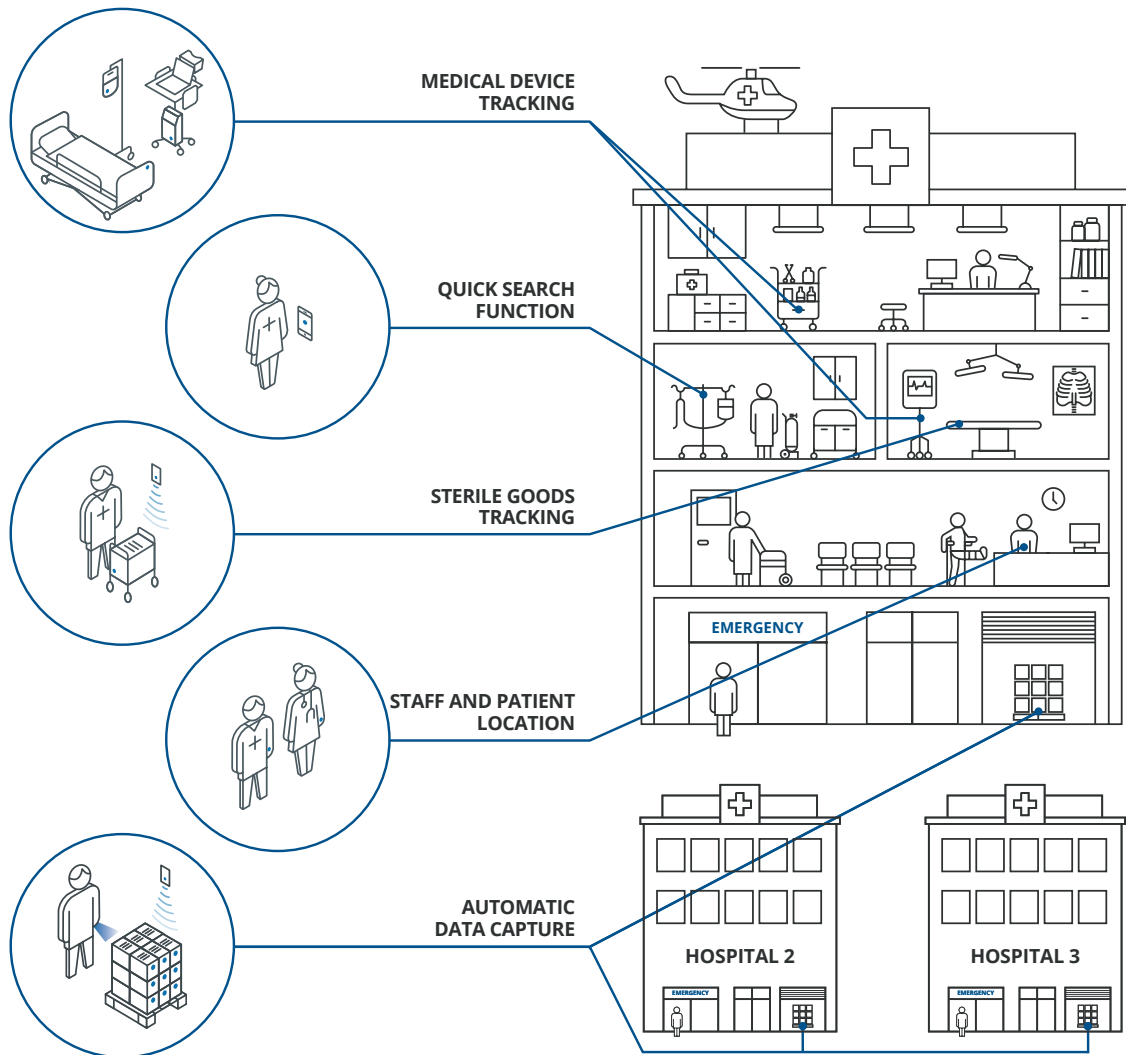 MEDICAL DEVICE
TRACKING
QUICK SEARCH
FUNCTION
STERILE GOODS
TRACKING
EMERGENCY
STAFF AND PATIENT
LOCATION
AUTOMATIC
DATA CAPTURE
HOSPITAL 2
HOSPITAL 3
EMERGENCY
EMERGENCY